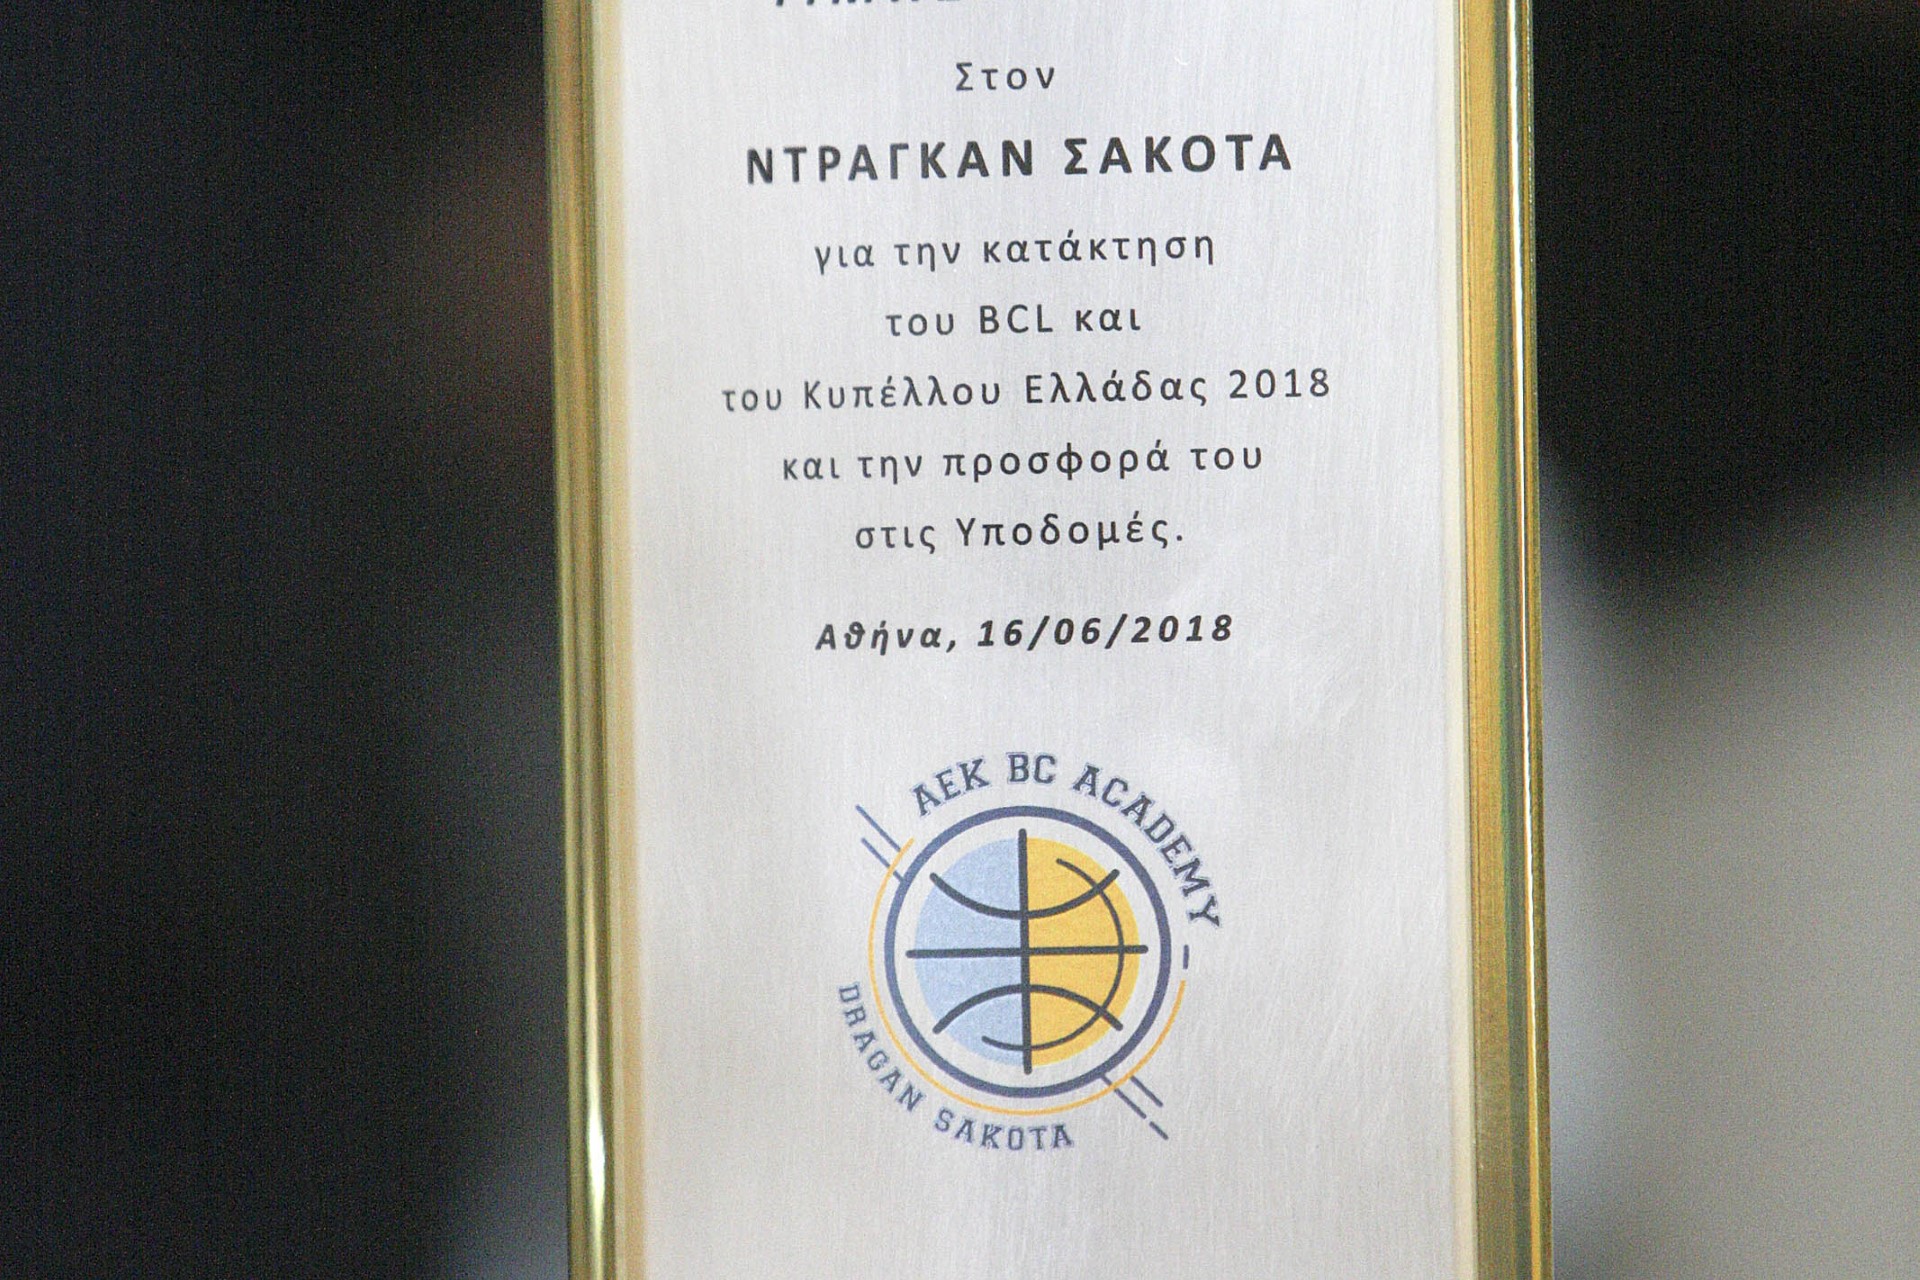 Στον
ΝΤΡΑΓΚΑΝ ΣΑΚΟΤΑ
για την κατάκτηση
του BCL και
του Κυπέλλου Ελλάδας 2018
και την προσφορά του
στις Υποδομές.
Αθήνα, 16/06/2018
AEK BC ACADEMY
DRAGAN SAKOTA